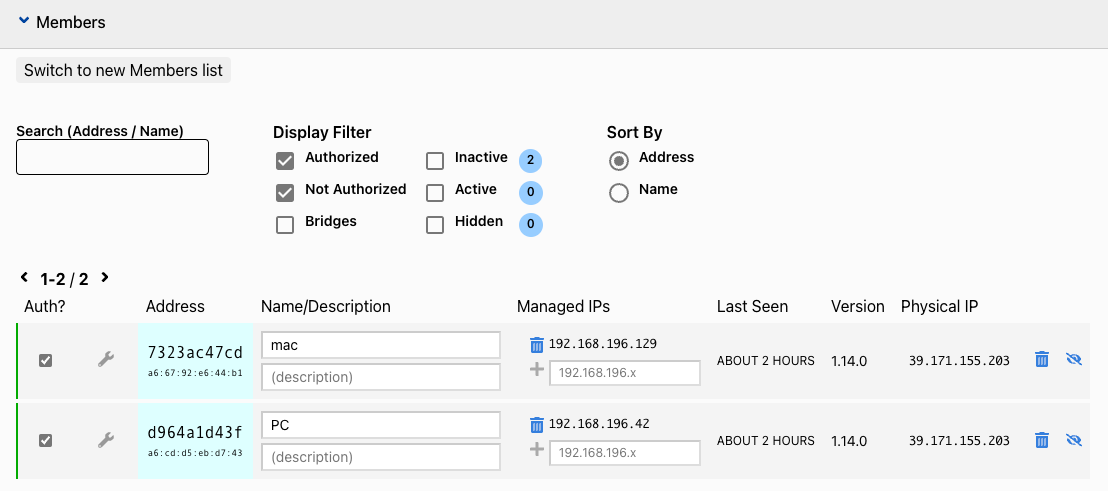 Members
Switch to new Members list
Search (Address / Name)
Display Filter
Sort By
Authorized
Inactive 2
Address
Not Authorized
Active 0
Name
Bridges
Hidden 0
1-2 / 2
Auth? Address Name/Description Managed IPs Last Seen Version Physical IP
7323ac47cd
a6:67:92:e6:44:b1
mac
(description)
192.168.196.129
192.168.196.x
ABOUT 2 HOURS
1.14.0
39.171.155.203
d964a1d43f
a6:cd:d5:eb:d7:43
PC
(description)
192.168.196.42
192.168.196.x
ABOUT 2 HOURS
1.14.0
39.171.155.203